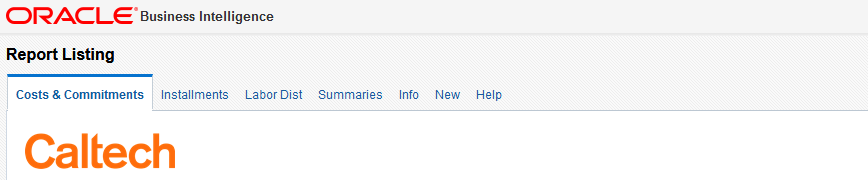 ORACLE® Business Intelligence
Report Listing
Costs & Commitments Installments Labor Dist Summaries Info New Help
Caltech